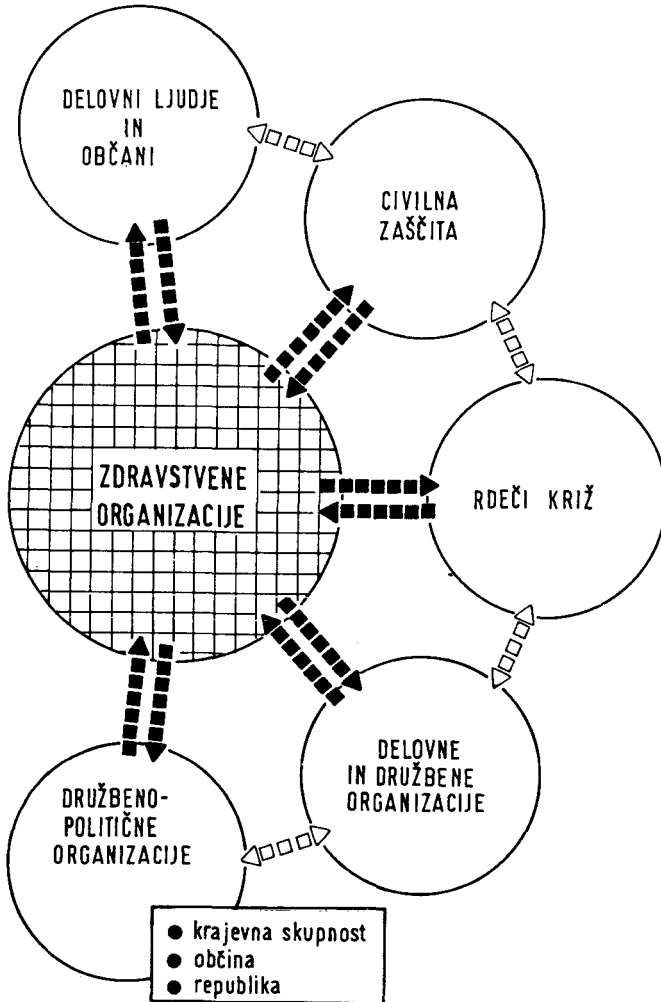 DELOVNI LJUDJE
IN
OBČANI
CIVILNA
ZAŠČITA
ZDRAVSTVENE
ORGANIZACIJE
RDEČI KRIŽ
DELOVNE
IN DRUŽBENE
ORGANIZACIJE
DRUŽBENO-
POLITIČNE
ORGANIZACIJE
● krajevna skupnost
● občina
● republika